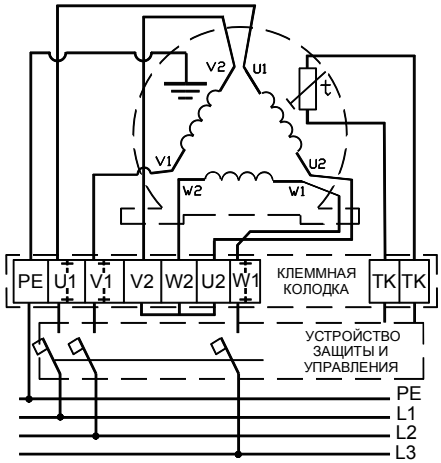 V2
U1
t
V1
U2
W2
W1
PE U1 V1 V2 W2 U2 W1
КЛЕММНАЯ
КОЛОДКА
TK TK
УСТРОЙСТВО
ЗАЩИТЫ И
УПРАВЛЕНИЯ
PE
L1
L2
L3